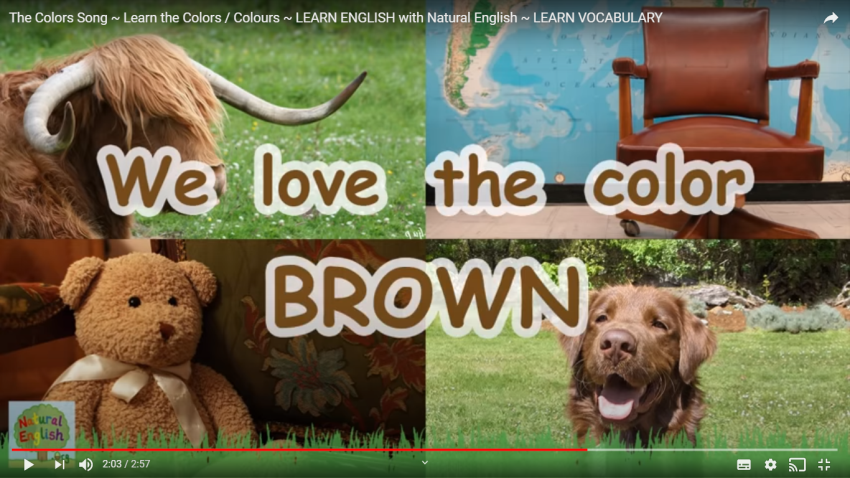 The Colors Song ~ Learn the Colors / Colours ~ LEARN ENGLISH with Natural English ~ LEARN VOCABULARY
We love the color
BROWN
Natural
English
2:03 / 2:57